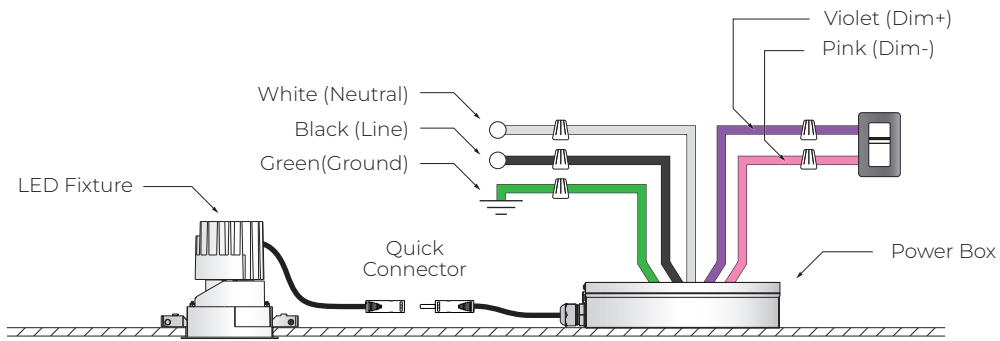 Violet (Dim+)
Pink (Dim-)
White (Neutral)
Black (Line)
Green(Ground)
LED Fixture
Quick
Connector
Power Box